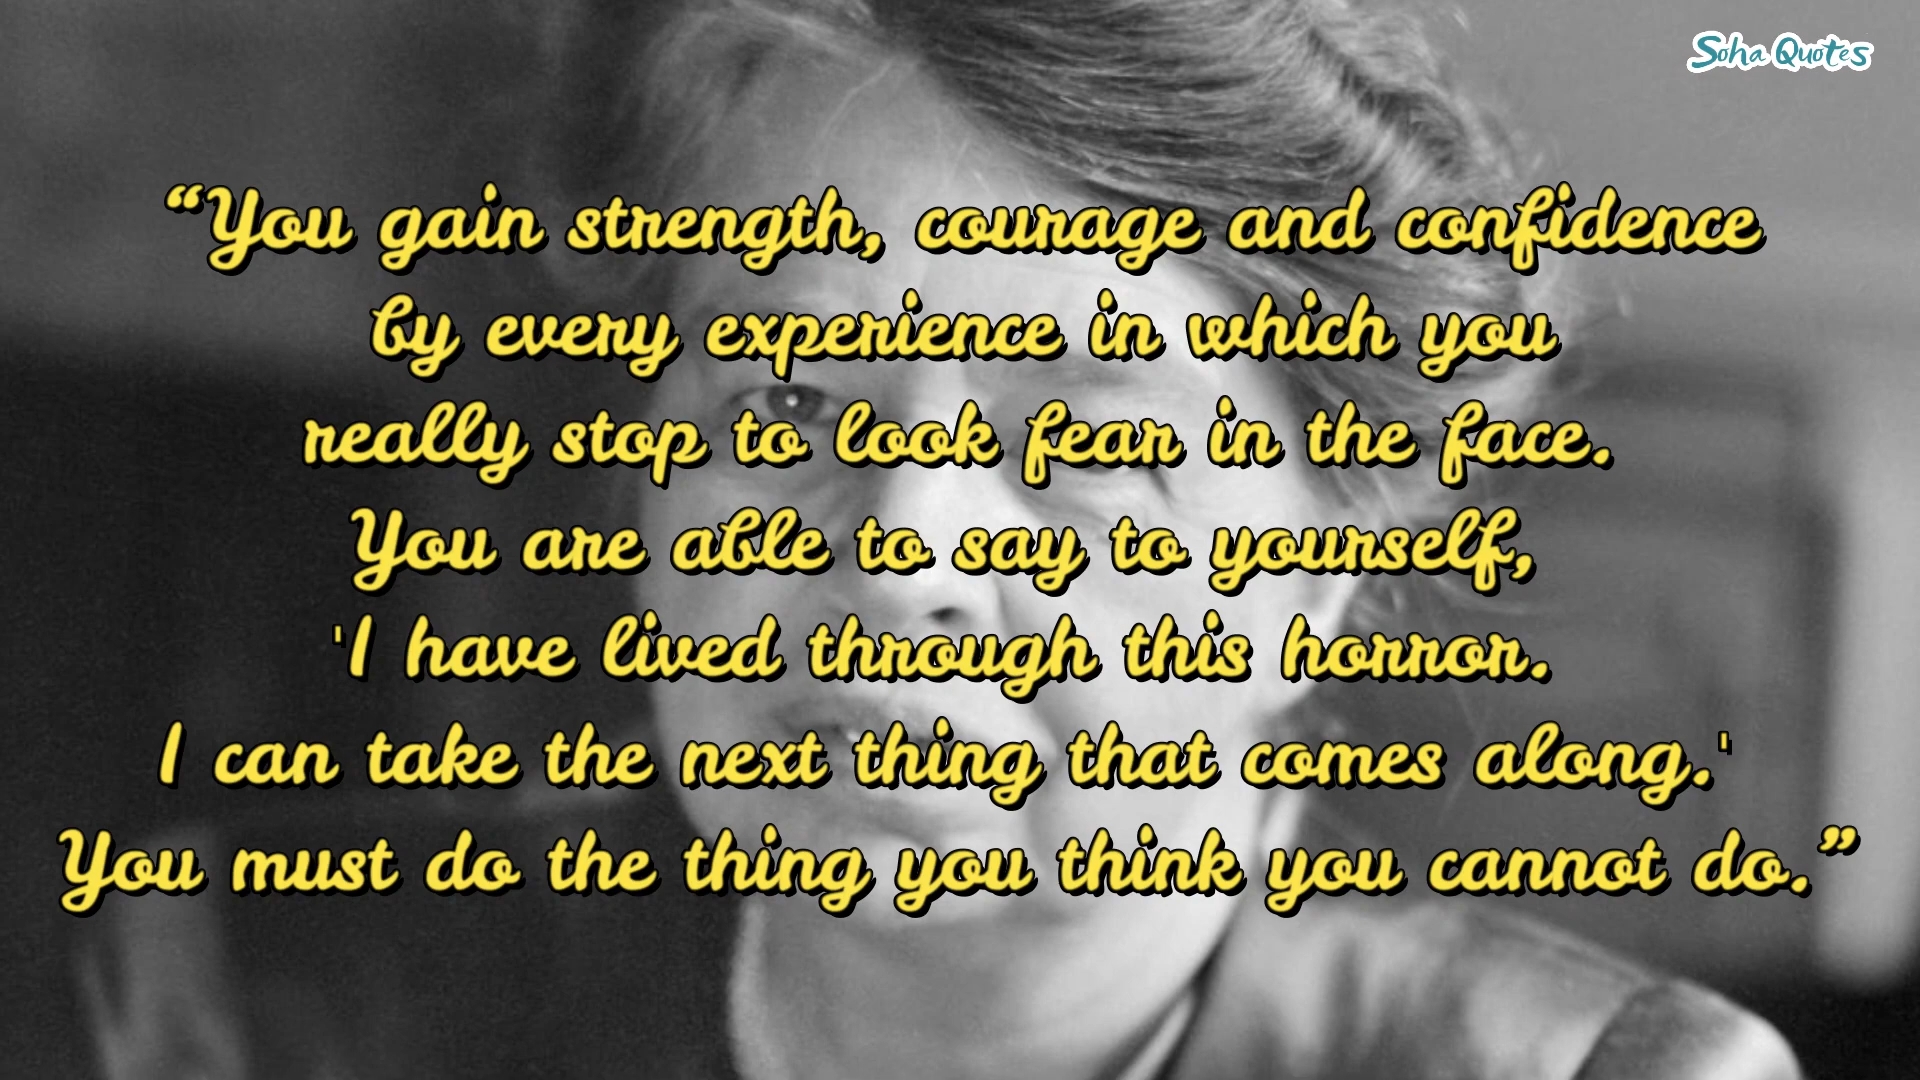 Soha Quotes
“You gain strength, courage and confidence
by every experience in which you
really stop to look fear in the face.
You are able to say to yourself,
'I have lived through this horror.
I can take the next thing that comes along.'
You must do the thing you think you cannot do.”